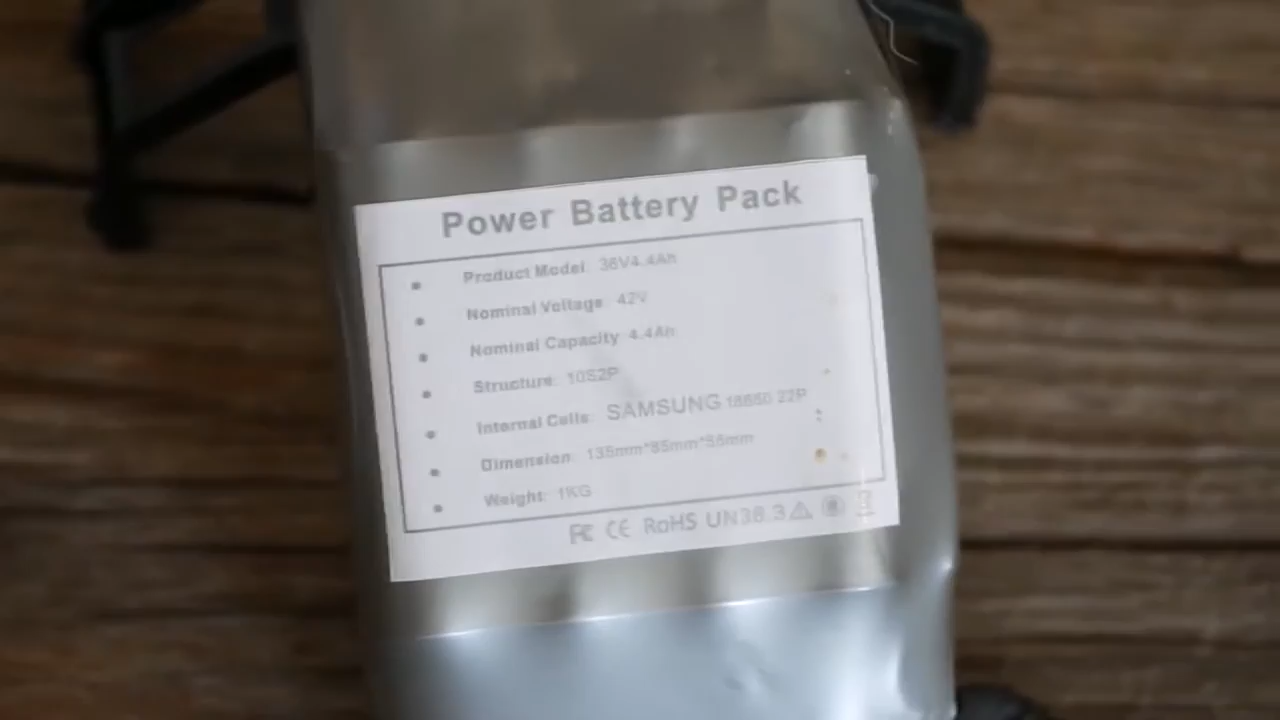 Power Battery Pack
Product Model: 36V4.4Ah
Nominal Voltage: 42V
Nominal Capacity: 4.4Ah
Structure: 10S2P
Internal Cells: SAMSUNG 18650 22P
Dimension: 135mm*85mm*56mm
Weight: 1KG
FC CE RoHS UN38.3